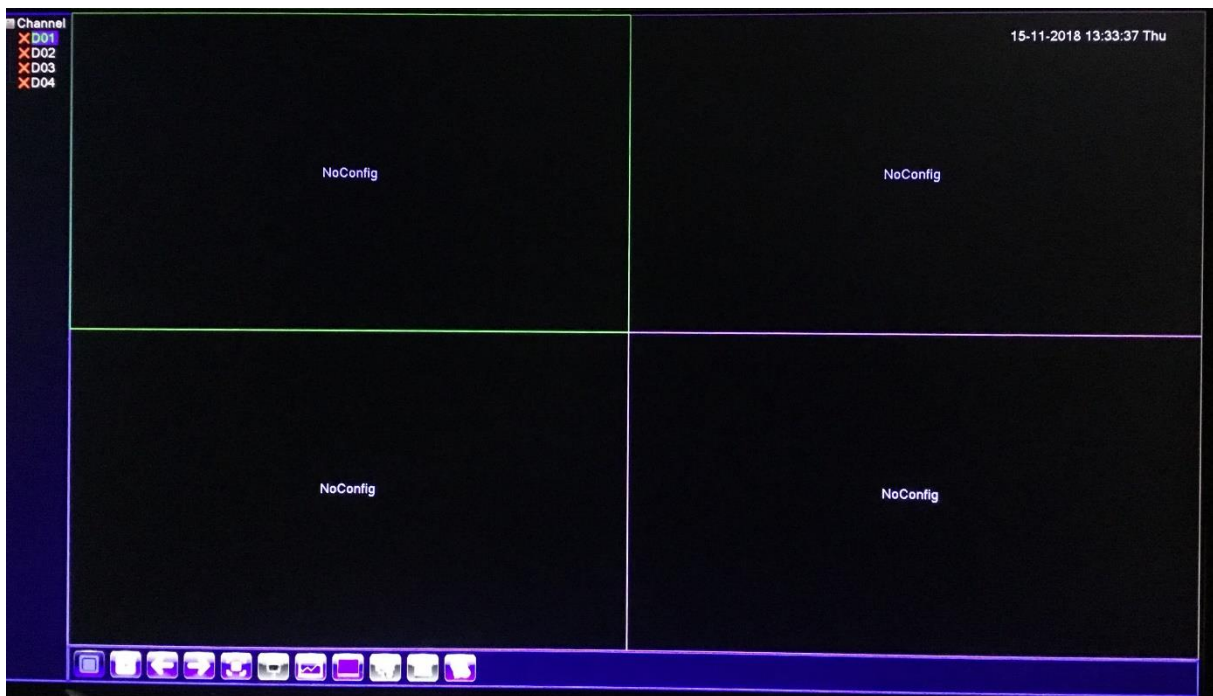 Channel
D01
D02
D03
D04
15-11-2018 13:33:37 Thu
NoConfig
NoConfig
NoConfig
NoConfig